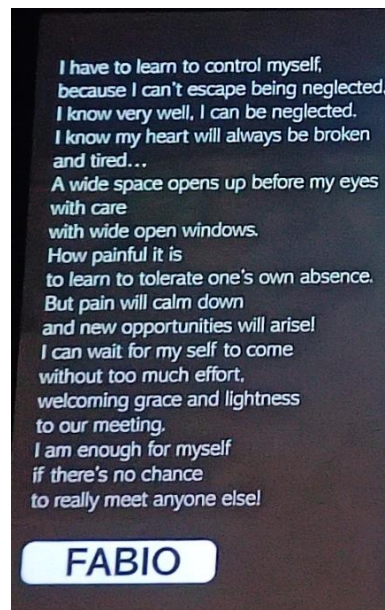 I have to learn to control myself,
because I can't escape being neglected.
I know very well, I can be neglected.
I know my heart will always be broken
and tired...
A wide space opens up before my eyes
with care
with wide open windows.
How painful it is
to learn to tolerate one's own absence.
But pain will calm down
and new opportunities will arise!
I can wait for my self to come
without too much effort,
welcoming grace and lightness
to our meeting.
I am enough for myself
if there's no chance
to really meet anyone else!
FABIO